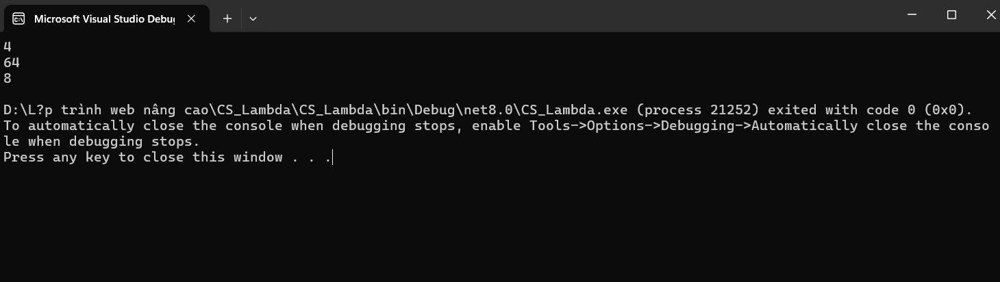 Microsoft Visual Studio Debug
4
64
8
D:\L?p trình web nâng cao\CS_Lambda\CS_Lambda\bin\Debug\net8.0\CS_Lambda.exe (process 21252) exited with code 0 (0x0).
To automatically close the console when debugging stops, enable Tools->Options->Debugging->Automatically close the conso
le when debugging stops.
Press any key to close this window . . .